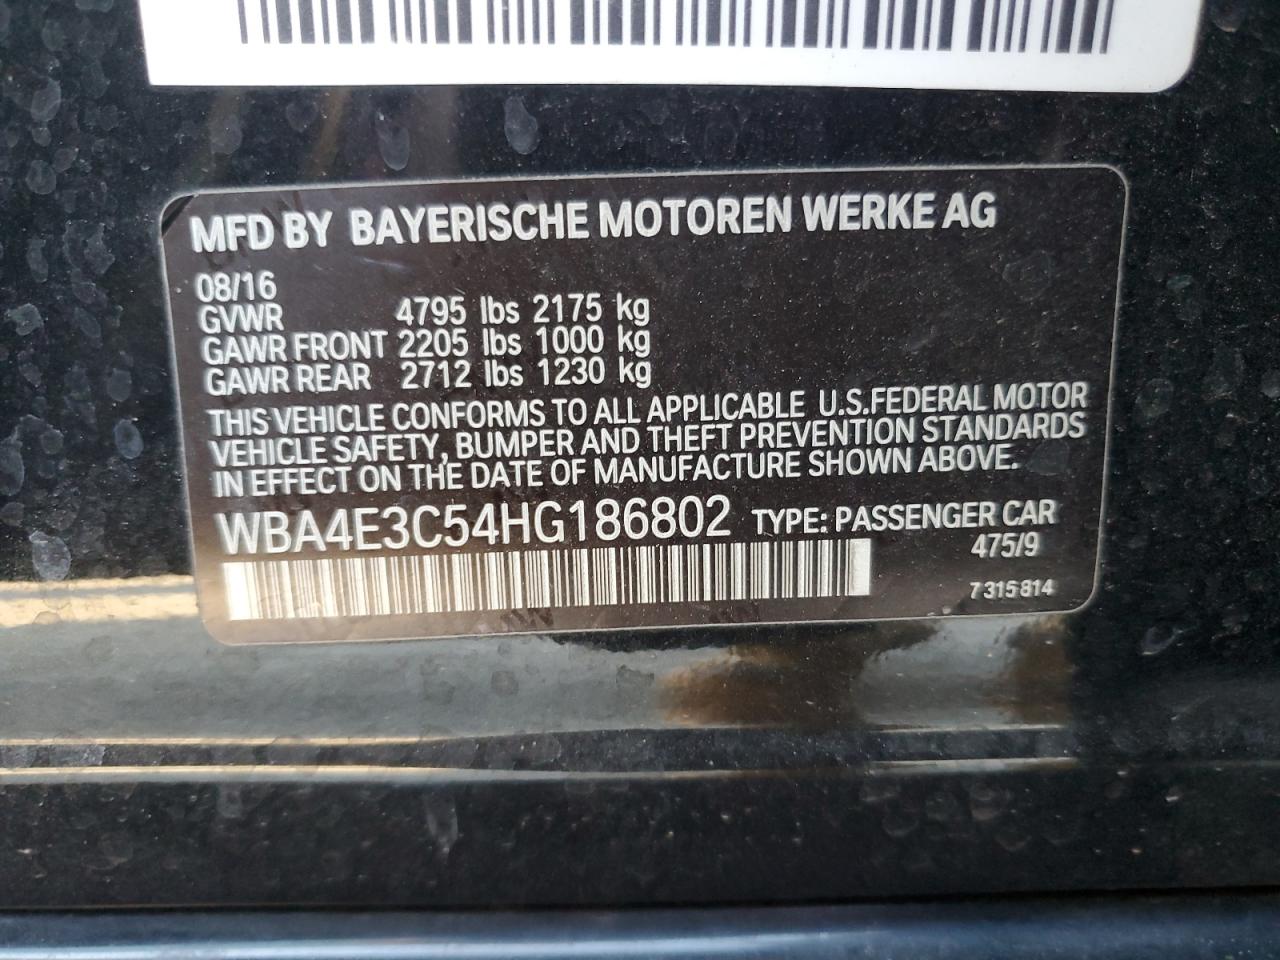 MFD BY BAYERISCHE MOTOREN WERKE AG
08/16
GVWR 4795 lbs 2175 kg
GAWR FRONT 2205 lbs 1000 kg
GAWR REAR 2712 lbs 1230 kg
THIS VEHICLE CONFORMS TO ALL APPLICABLE U.S.FEDERAL MOTOR
VEHICLE SAFETY, BUMPER AND THEFT PREVENTION STANDARDS
IN EFFECT ON THE DATE OF MANUFACTURE SHOWN ABOVE.
WBA4E3C54HG186802 TYPE: PASSENGER CAR
475/9
7 315 814